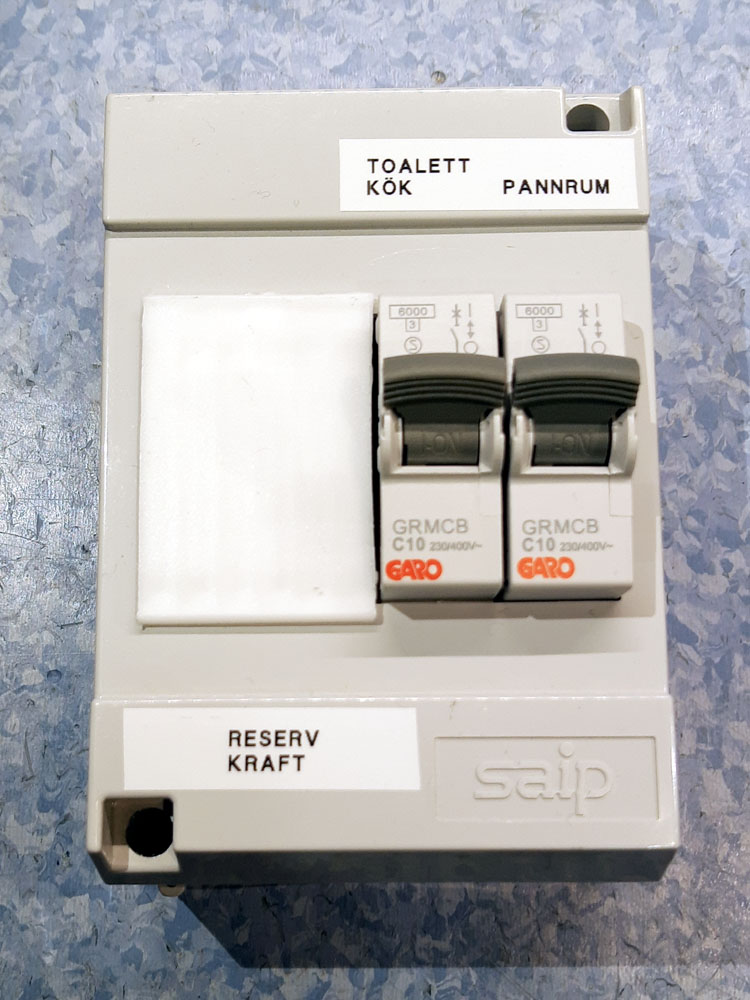 TOALETT
KÖK PANNRUM
6000
3
S
6000
3
S
I-ON
I-ON
GRMCB
C10 230/400V~
GARO
GRMCB
C10 230/400V~
GARO
RESERV
KRAFT
saip